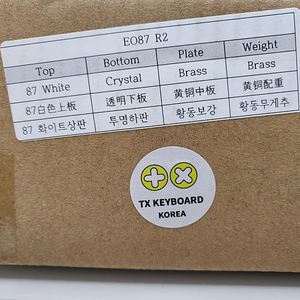 EO87 R2
Top Bottom Plate Weight
87 White Crystal Brass Brass
87白色上板 透明下板 黄铜中板 黄铜配重
87 화이트상판 투명하판 황동보강 황동무게추
TX KEYBOARD
KOREA